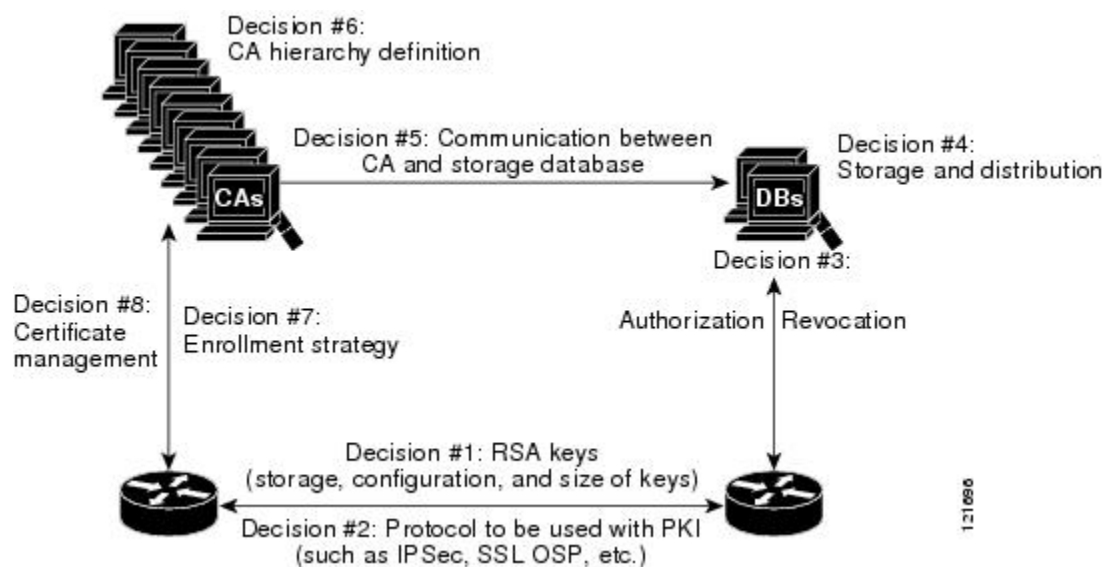 Decision #6:
CA hierarchy definition
Decision #5: Communication between
CA and storage database
Decision #4:
Storage and distribution
CAs
DBs
Decision #3:
Authorization
Revocation
Decision #8:
Certificate
management
Decision #7:
Enrollment strategy
Decision #1: RSA keys
(storage, configuration, and size of keys)
Decision #2: Protocol to be used with PKI
(such as IPSec, SSL OSP, etc.)
121696